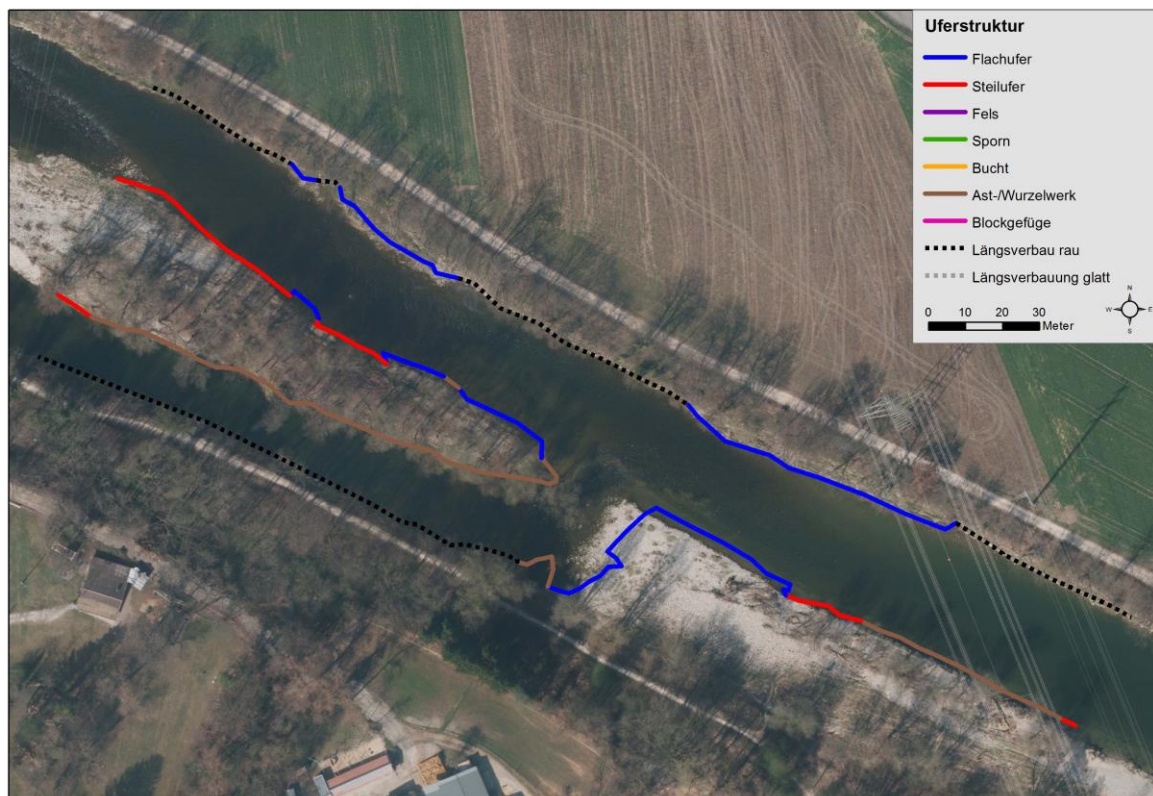 Uferstruktur
Flachufer
Steilufer
Fels
Sporn
Bucht
Ast-/Wurzelwerk
Blockgefüge
Längsverbau rau
Längsverbauung glatt
0 10 20 30
Meter
N
W E
S